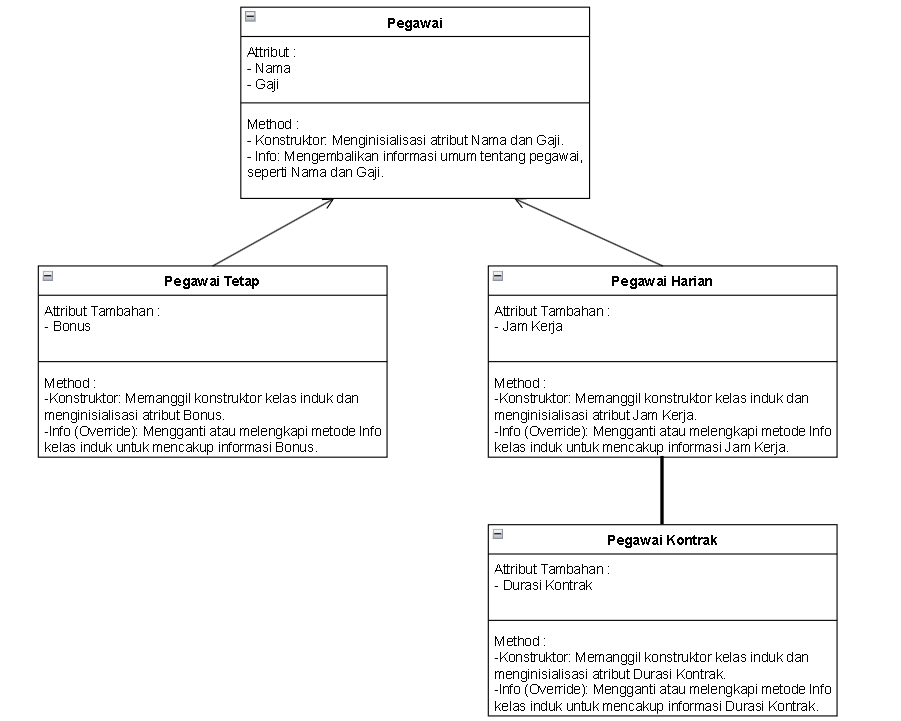 Pegawai
Attribut :
- Nama
- Gaji
Method :
- Konstruktor: Menginisialisasi atribut Nama dan Gaji.
- Info: Mengembalikan informasi umum tentang pegawai,
seperti Nama dan Gaji.
Pegawai Tetap
Attribut Tambahan :
- Bonus
Method :
-Konstruktor: Memanggil konstruktor kelas induk dan
menginisialisasi atribut Bonus.
-Info (Override): Mengganti atau melengkapi metode Info
kelas induk untuk mencakup informasi Bonus.
Pegawai Harian
Attribut Tambahan :
- Jam Kerja
Method :
-Konstruktor: Memanggil konstruktor kelas induk dan
menginisialisasi atribut Jam Kerja.
-Info (Override): Mengganti atau melengkapi metode Info
kelas induk untuk mencakup informasi Jam Kerja.
Pegawai Kontrak
Attribut Tambahan :
- Durasi Kontrak
Method :
-Konstruktor: Memanggil konstruktor kelas induk dan
menginisialisasi atribut Durasi Kontrak.
-Info (Override): Mengganti atau melengkapi metode Info
kelas induk untuk mencakup informasi Durasi Kontrak.